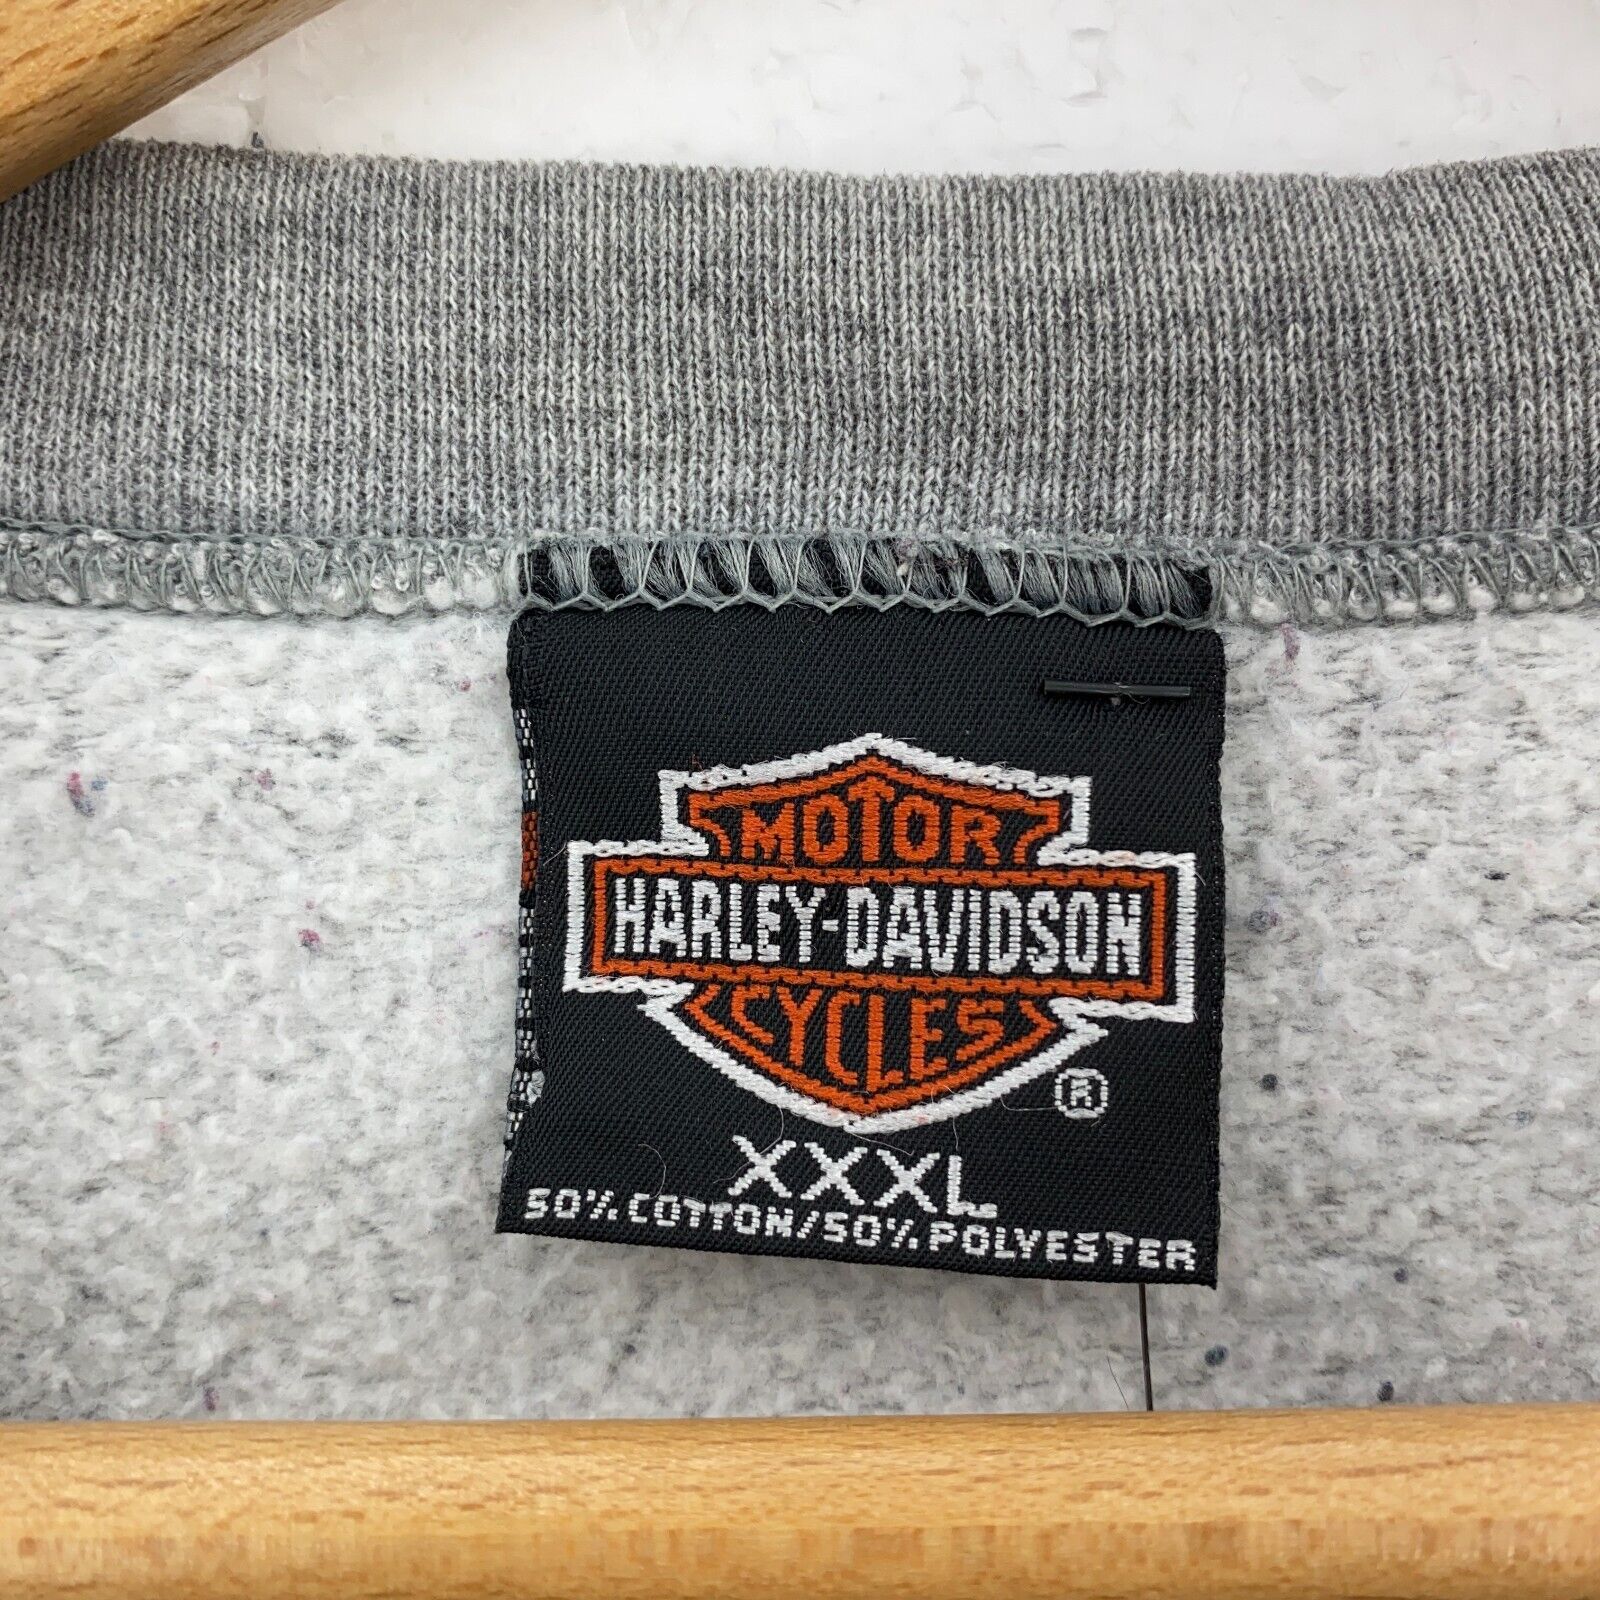 MOTOR
HARLEY-DAVIDSON
CYCLES
®
XXXL
50% COTTON/50% POLYESTER